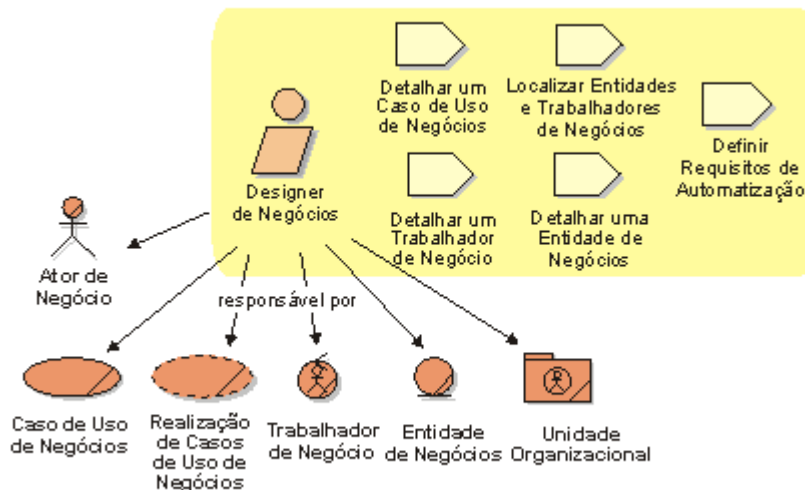 Detalhar um
Caso de Uso
de Negócios
Localizar Entidades
e Trabalhadores
de Negócios
Definir
Requisitos de
Automatização
Designer
de Negócios
Detalhar um
Trabalhador
de Negócio
Detalhar uma
Entidade de
Negócios
Ator de
Negócio
responsável por
Caso de Uso
de Negócios
Realização
de Casos
de Uso de
Negócios
Trabalhador
de Negócio
Entidade
de Negócios
Unidade
Organizacional